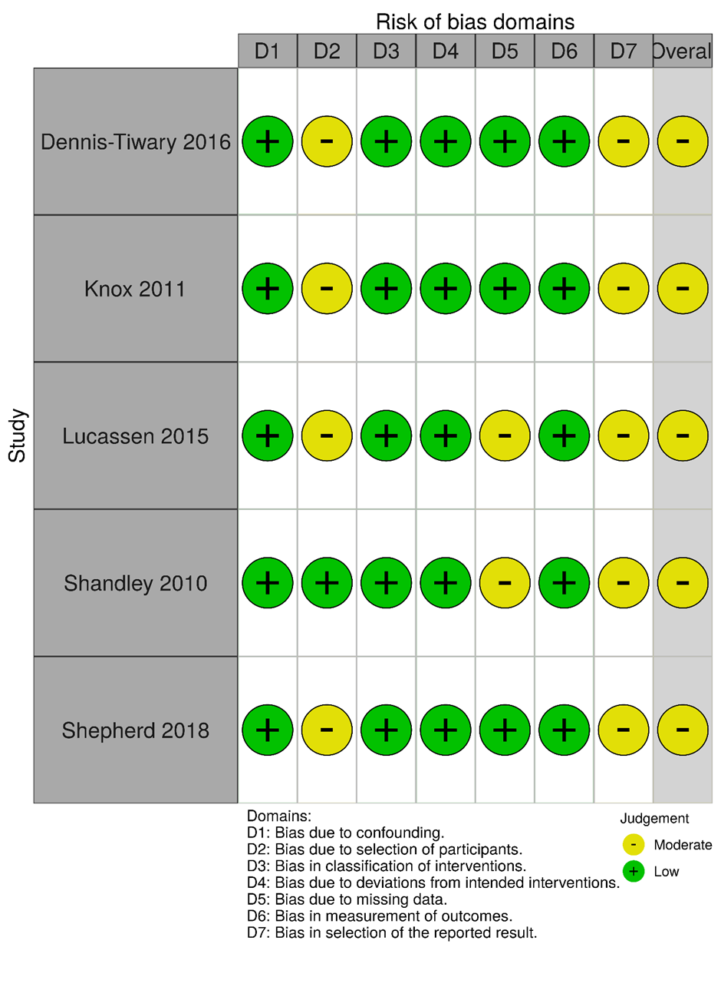 Risk of bias domains
D1 D2 D3 D4 D5 D6 D7 Overal
Dennis-Tiwary 2016 + - + + + + - -
Knox 2011 + - + + + + - -
Lucassen 2015 + - + + - + - -
Shandley 2010 + + + + - + - -
Shepherd 2018 + - + + + + - -
Study
Domains:
D1: Bias due to confounding.
D2: Bias due to selection of participants.
D3: Bias in classification of interventions.
D4: Bias due to deviations from intended interventions.
D5: Bias due to missing data.
D6: Bias in measurement of outcomes.
D7: Bias in selection of the reported result.
Judgement
- Moderate
+ Low